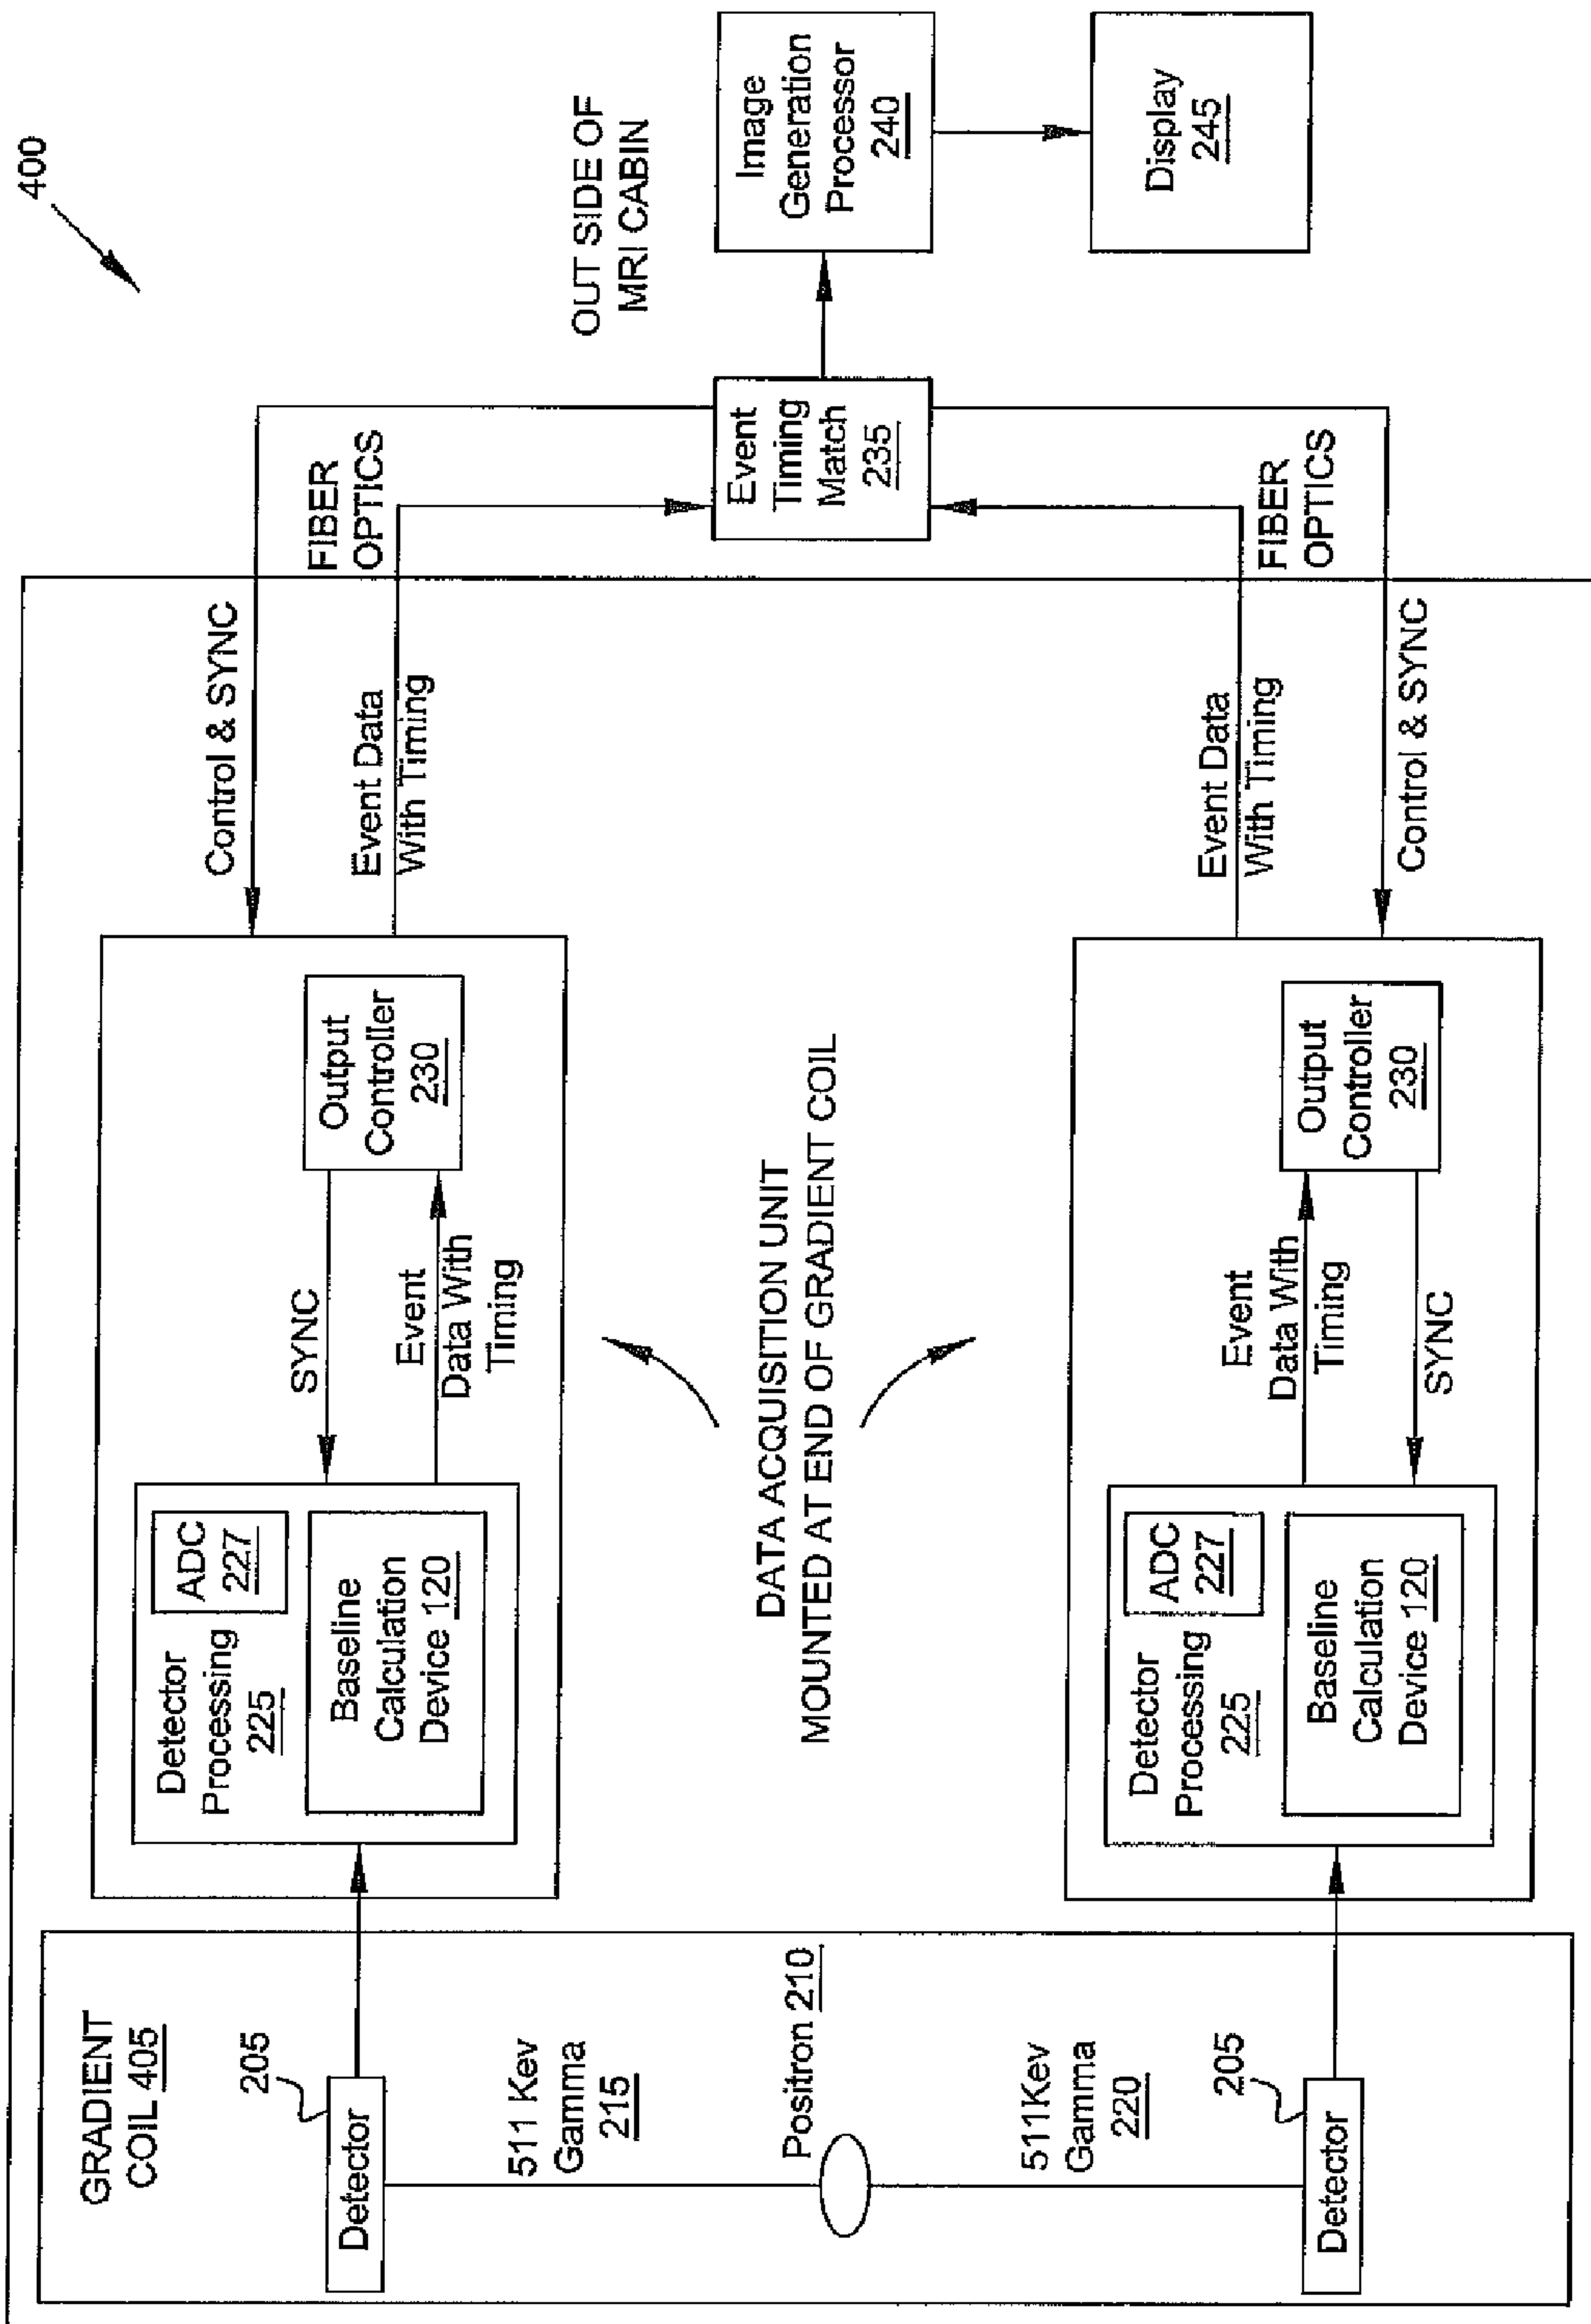 400
GRADIENT
COIL 405
205
Detector
511 Kev
Gamma
215
Positron 210
511Kev
Gamma
220
205
Detector
Detector
Processing
225
ADC
227
Baseline
Calculation
Device 120
SYNC
Event
Data With
Timing
Output
Controller
230
Control & SYNC
Event Data
With Timing
FIBER
OPTICS
DATA ACQUISITION UNIT
MOUNTED AT END OF GRADIENT COIL
Detector
Processing
225
ADC
227
Baseline
Calculation
Device 120
Event
Data With
Timing
SYNC
Output
Controller
230
Event Data
With Timing
Control & SYNC
FIBER
OPTICS
Event
Timing
Match
235
OUT SIDE OF
MRI CABIN
Image
Generation
Processor
240
Display
245